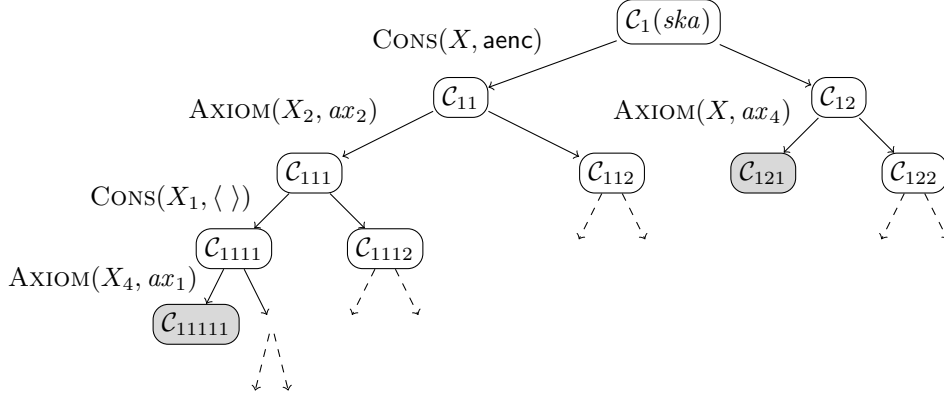 𝒞₁(ska)
CONS(X, aenc)
𝒞₁₁
𝒞₁₂
AXIOM(X₂, ax₂)
AXIOM(X, ax₄)
𝒞₁₁₁
𝒞₁₁₂
𝒞₁₂₁
𝒞₁₂₂
CONS(X₁, ⟨ ⟩)
𝒞₁₁₁₁
𝒞₁₁₁₂
AXIOM(X₄, ax₁)
𝒞₁₁₁₁₁